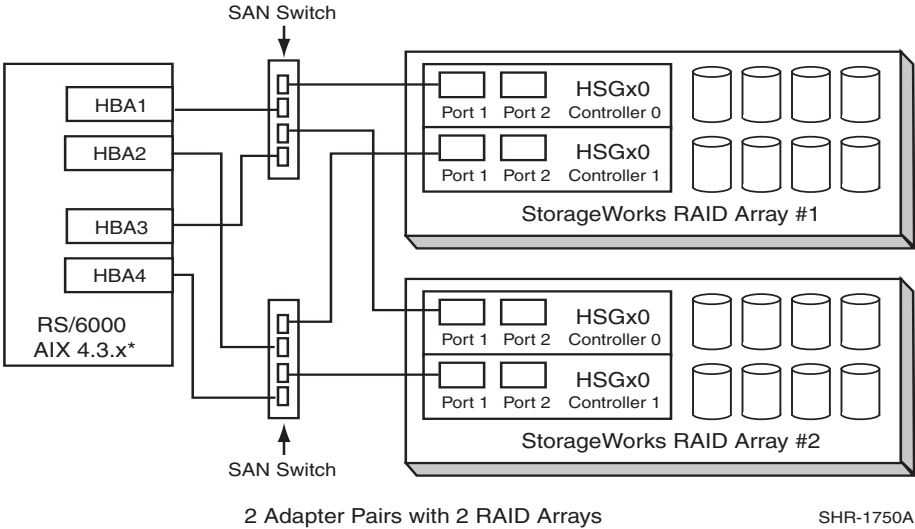 SAN Switch
HBA1
HBA2
HBA3
HBA4
RS/6000
AIX 4.3.x*
Port 1 Port 2 HSGx0
Controller 0
Port 1 Port 2 HSGx0
Controller 1
StorageWorks RAID Array #1
Port 1 Port 2 HSGx0
Controller 0
Port 1 Port 2 HSGx0
Controller 1
StorageWorks RAID Array #2
SAN Switch
2 Adapter Pairs with 2 RAID Arrays
SHR-1750A